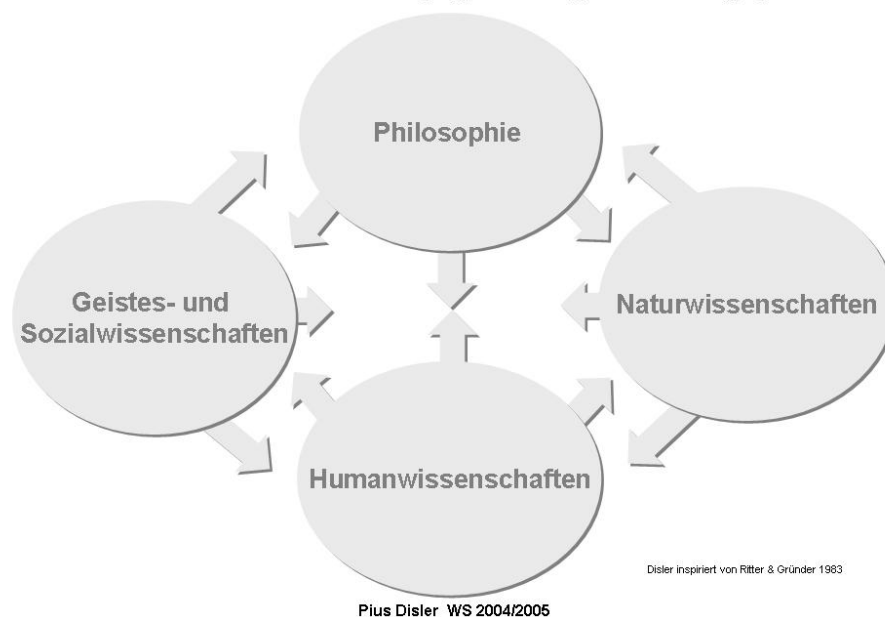 Philosophie
Geistes- und
Sozialwissenschaften
Naturwissenschaften
Humanwissenschaften
Disler inspiriert von Ritter & Gründer 1983
Pius Disler WS 2004/2005